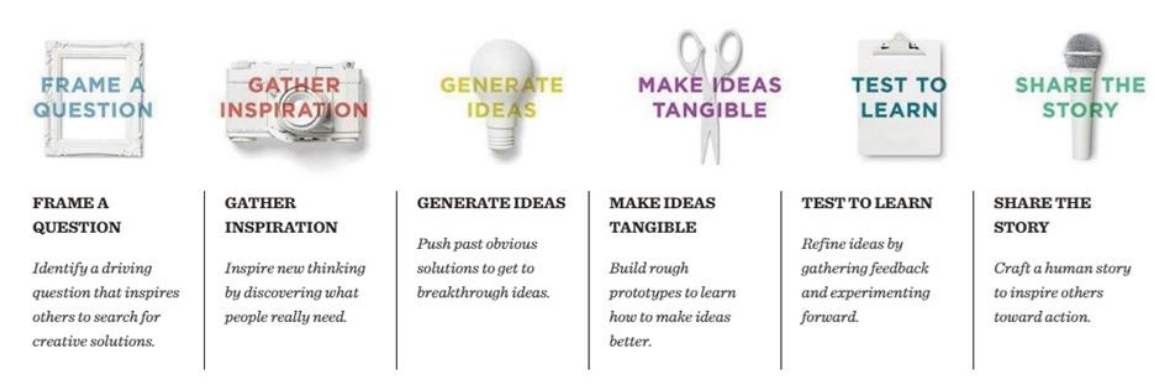 FRAME A
QUESTION
GATHER
INSPIRATION
GENERATE
IDEAS
MAKE IDEAS
TANGIBLE
TEST TO
LEARN
SHARE THE
STORY
FRAME A
QUESTION
Identify a driving
question that inspires
others to search for
creative solutions.
GATHER
INSPIRATION
Inspire new thinking
by discovering what
people really need.
GENERATE IDEAS
Push past obvious
solutions to get to
breakthrough ideas.
MAKE IDEAS
TANGIBLE
Build rough
prototypes to learn
how to make ideas
better.
TEST TO LEARN
Refine ideas by
gathering feedback
and experimenting
forward.
SHARE THE
STORY
Craft a human story
to inspire others
toward action.